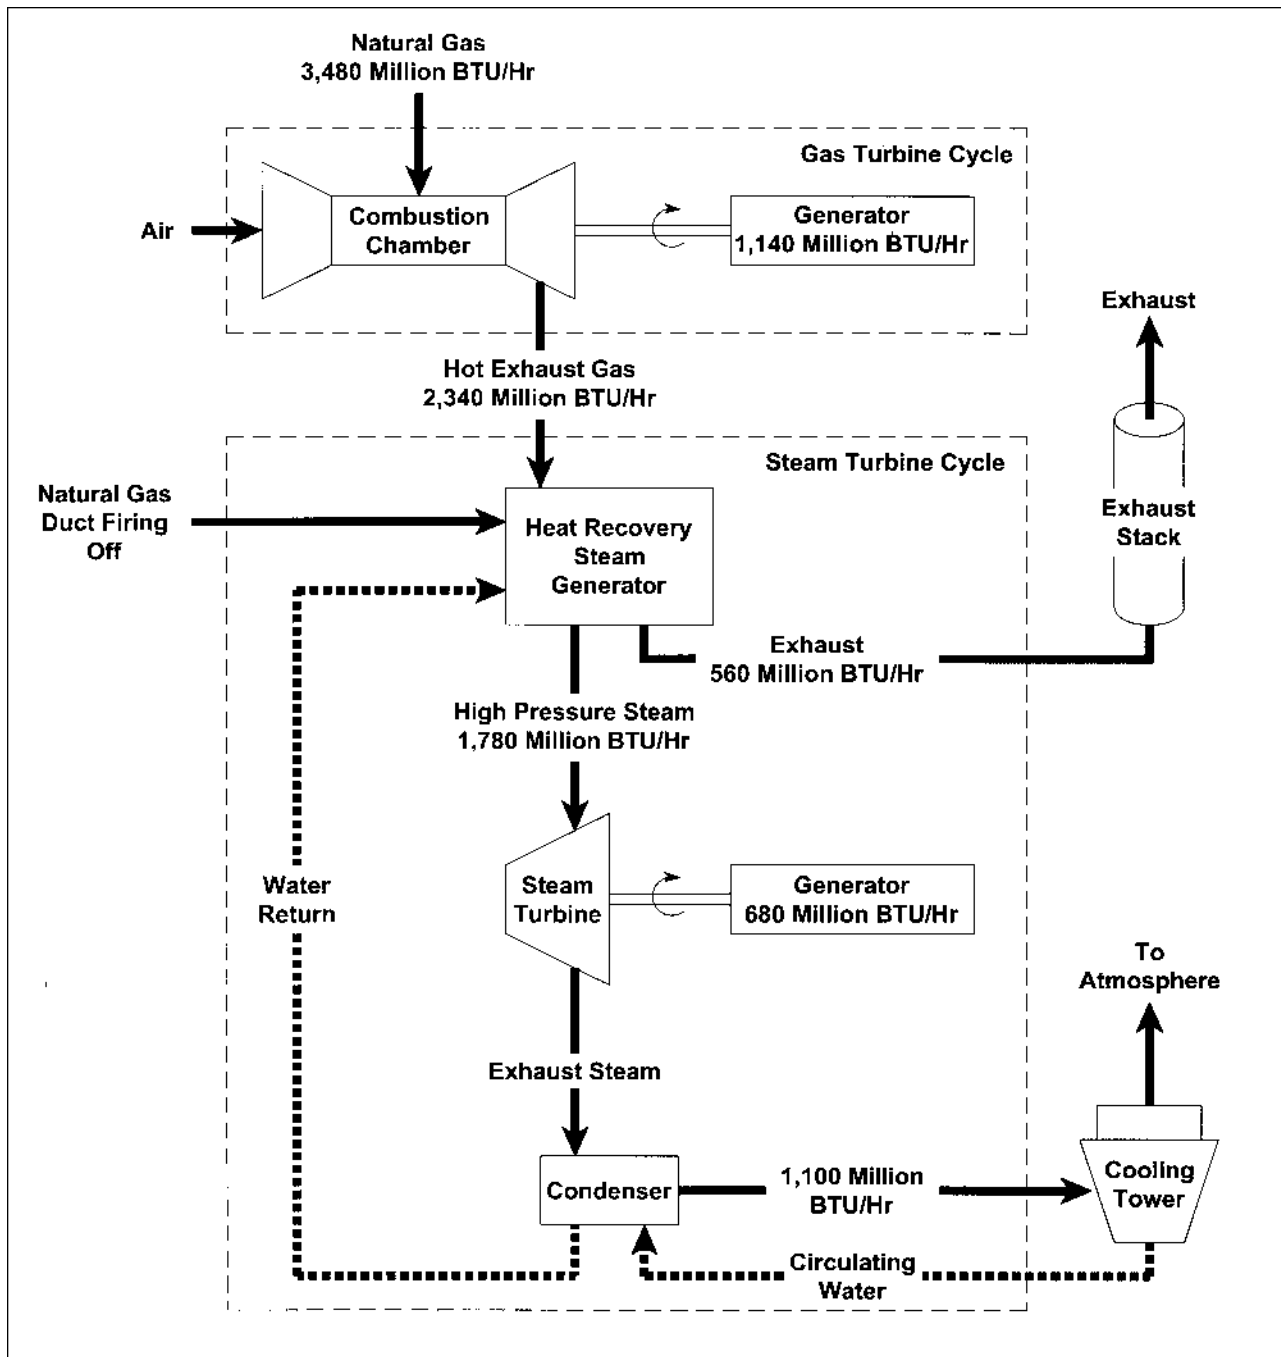 Natural Gas
3,480 Million BTU/Hr
Gas Turbine Cycle
Air
Combustion
Chamber
Generator
1,140 Million BTU/Hr
Exhaust
Hot Exhaust Gas
2,340 Million BTU/Hr
Steam Turbine Cycle
Natural Gas
Duct Firing
Off
Heat Recovery
Steam
Generator
Exhaust
Stack
Exhaust
560 Million BTU/Hr
High Pressure Steam
1,780 Million BTU/Hr
Water
Return
Steam
Turbine
Generator
680 Million BTU/Hr
To
Atmosphere
Exhaust Steam
Condenser
1,100 Million
BTU/Hr
Cooling
Tower
Circulating
Water